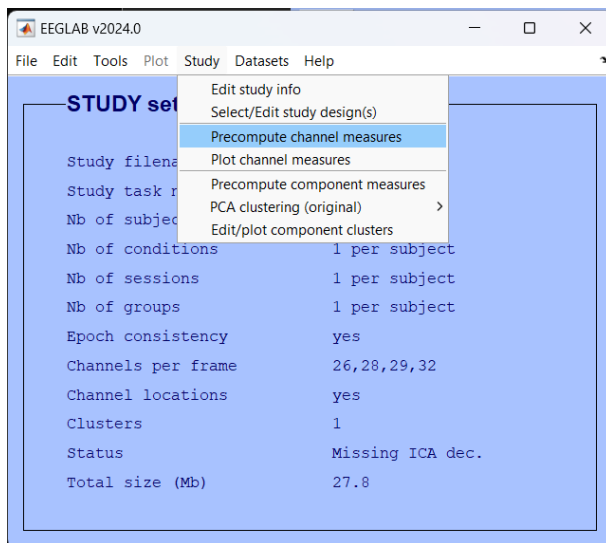 EEGLAB v2024.0
File Edit Tools Plot Study Datasets Help
Edit study info
STUDY set
Select/Edit study design(s)
Precompute channel measures
Study filena
Plot channel measures
Study task n
Precompute component measures
Nb of subjec
PCA clustering (original)
Edit/plot component clusters
Nb of conditions 1 per subject
Nb of sessions 1 per subject
Nb of groups 1 per subject
Epoch consistency yes
Channels per frame 26,28,29,32
Channel locations yes
Clusters 1
Status Missing ICA dec.
Total size (Mb) 27.8